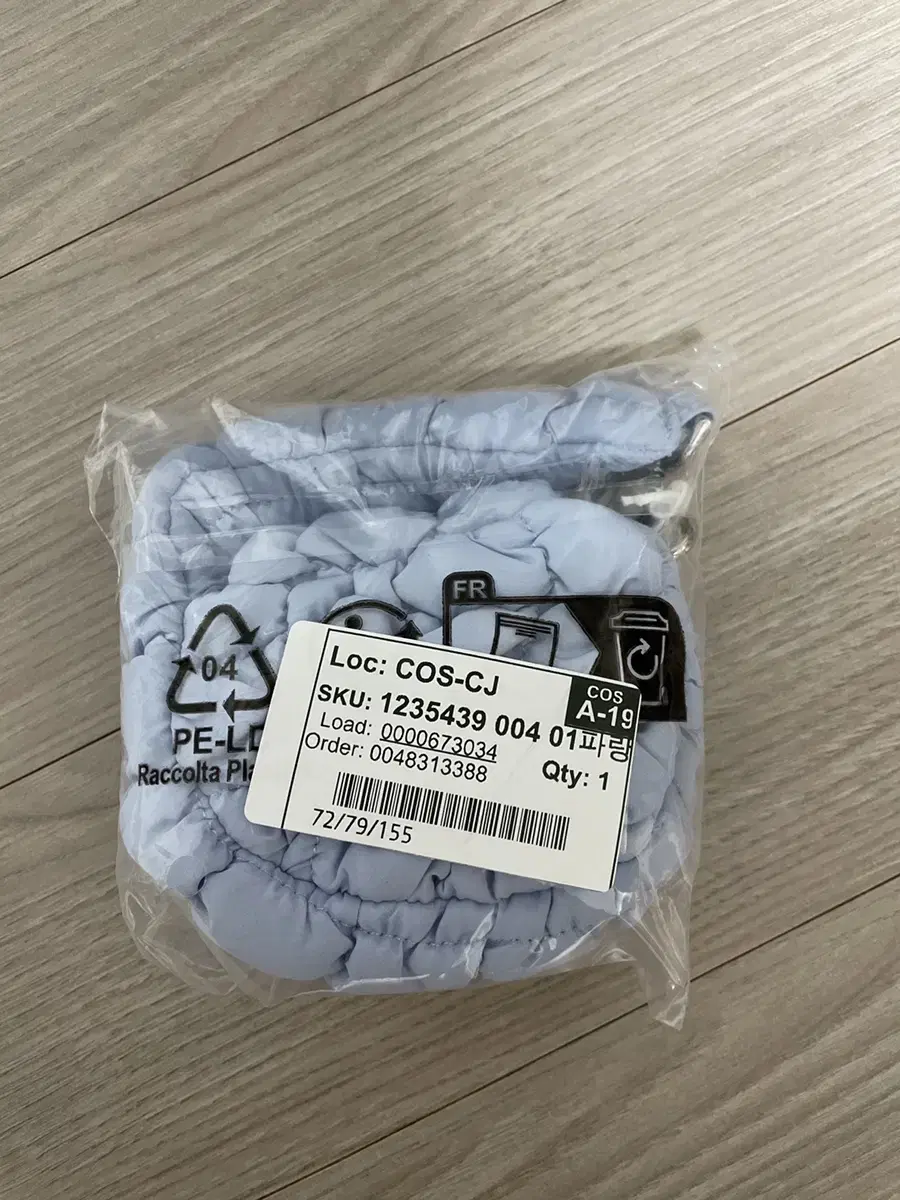 FR
04
PE-LD
Raccolta Pla
Loc: COS-CJ
COS
A-19
SKU: 1235439 004 01파랑
Load: 0000673034
Order: 0048313388
Qty: 1
72/79/155